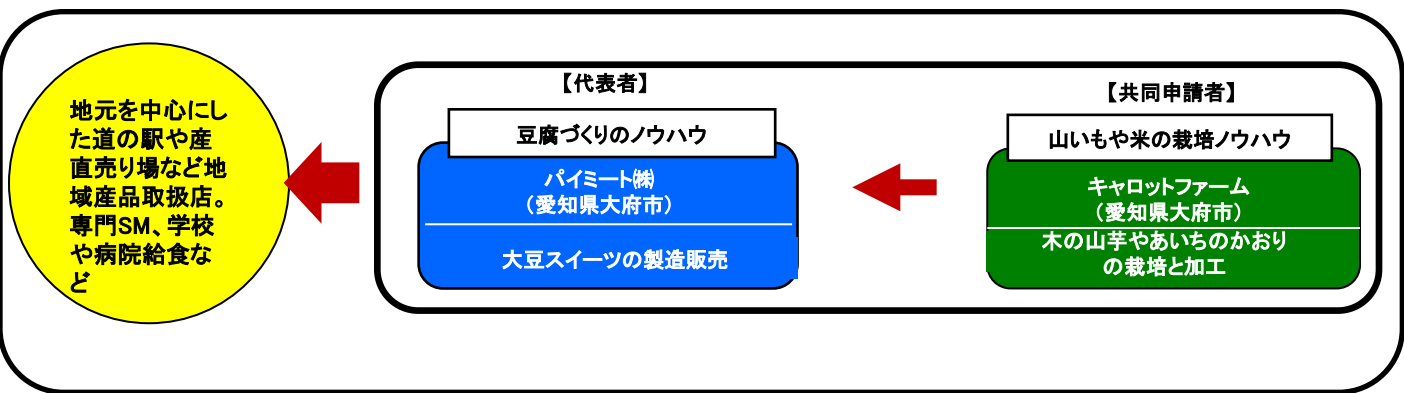 地元を中心にし
た道の駅や産
直売り場など地
域産品取扱店。
専門SM、学校
や病院給食な
ど
【代表者】
豆腐づくりのノウハウ
パイミート㈱
（愛知県大府市）
大豆スイーツの製造販売
【共同申請者】
山いもや米の栽培ノウハウ
キャロットファーム
（愛知県大府市）
木の山芋やあいちのかおり
の栽培と加工